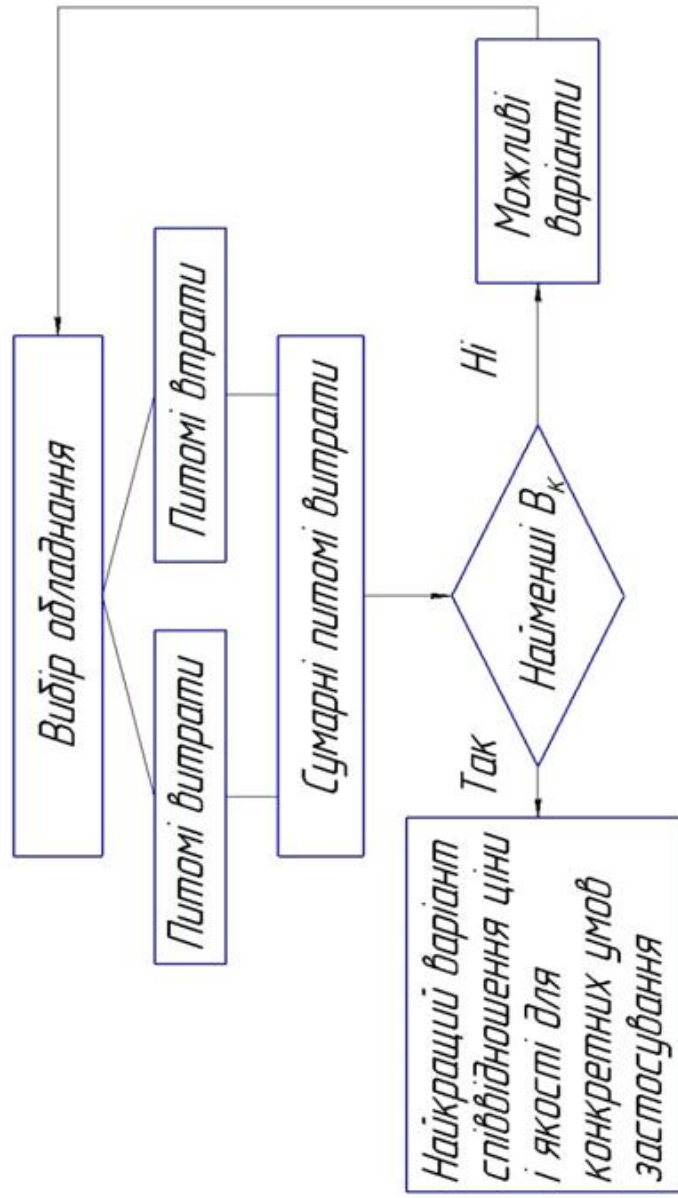 Вибір обладнання
Питомі витрати
Питомі втрати
Сумарні питомі витрати
Найменші Вк
Так
Ні
Найкращий варіант
співвідношення ціни
і якості для
конкретних умов
застосування
Можливі
варіанти